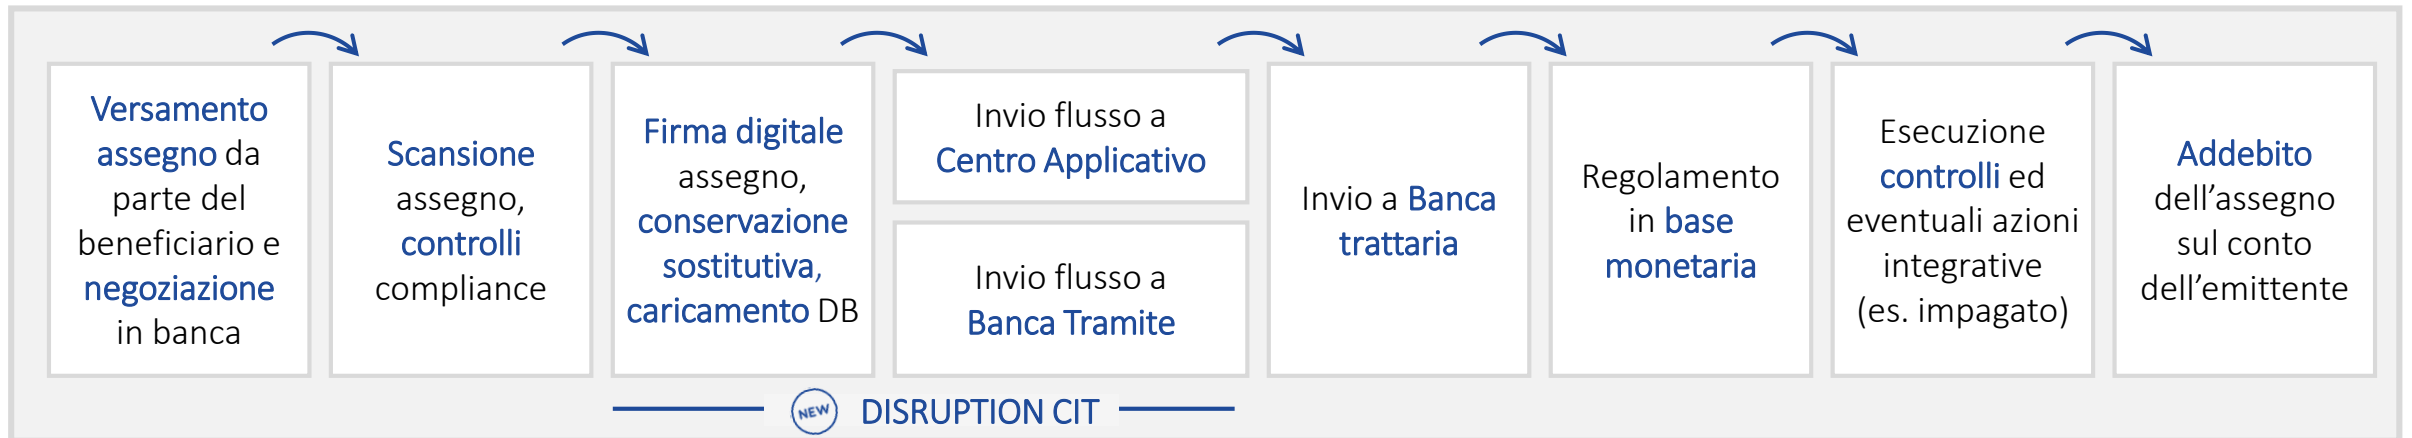 Versamento
assegno da
parte del
beneficiario e
negoziazione
in banca
Scansione
assegno,
controlli
compliance
Firma digitale
assegno,
conservazione
sostitutiva,
caricamento DB
Invio flusso a
Centro Applicativo
Invio flusso a
Banca Tramite
Invio a Banca
trattaria
Regolamento
in base
monetaria
Esecuzione
controlli ed
eventuali azioni
integrative
(es. impagato)
Addebito
dell’assegno
sul conto
dell’emittente
NEW DISRUPTION CIT